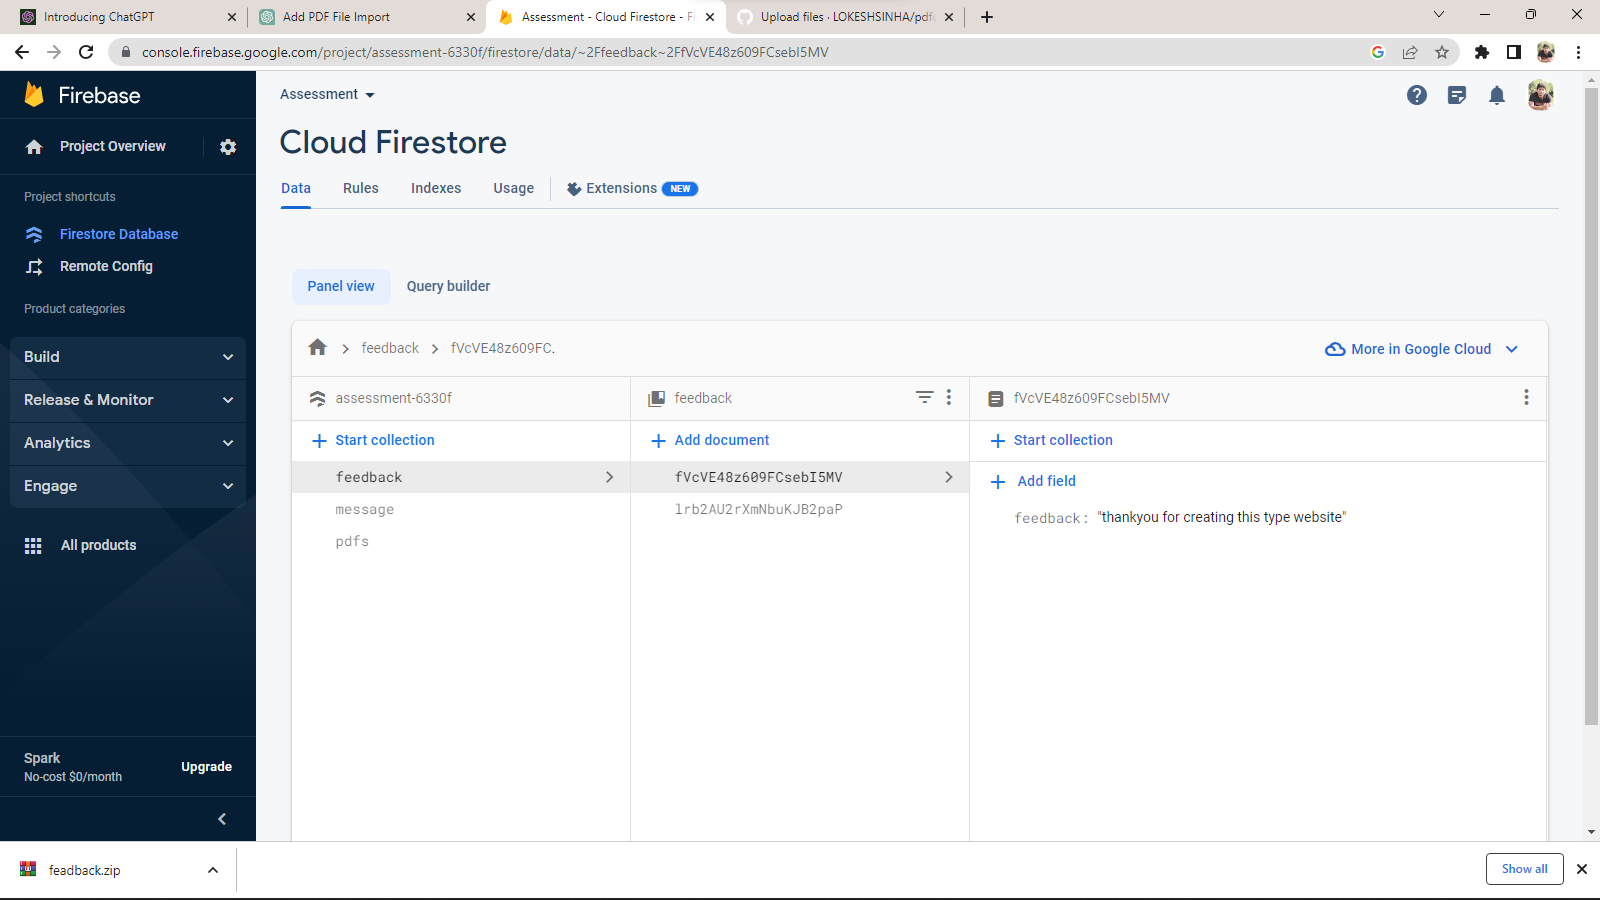 Introducing ChatGPT
Add PDF File Import
Assessment - Cloud Firestore - Fi
Upload files · LOKESHSINHA/pdf
console.firebase.google.com/project/assessment-6330f/firestore/data/~2Ffeedback~2FfVcVE48z609FCsebI5MV
Firebase
Project Overview
Project shortcuts
Firestore Database
Remote Config
Product categories
Build
Release & Monitor
Analytics
Engage
All products
Spark
No-cost $0/month
Upgrade
Assessment
Cloud Firestore
Data
Rules
Indexes
Usage
Extensions NEW
Panel view
Query builder
feedback
fVcVE48z609FC.
More in Google Cloud
assessment-6330f
Start collection
feedback
message
pdfs
feedback
Add document
fVcVE48z609FCsebI5MV
lrb2AU2rXmNbuKJB2paP
fVcVE48z609FCsebI5MV
Start collection
Add field
feedback: "thankyou for creating this type website"
feadback.zip
Show all